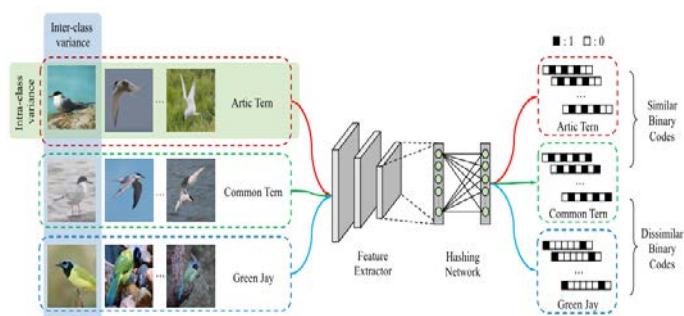 Inter-class
variance
Intra-class
variance
...
Artic Tern
...
Common Tern
...
Green Jay
Feature
Extractor
Hashing
Network
: 1
: 0
...
Artic Tern
...
Common Tern
...
Green Jay
Similar
Binary
Codes
Dissimilar
Binary
Codes